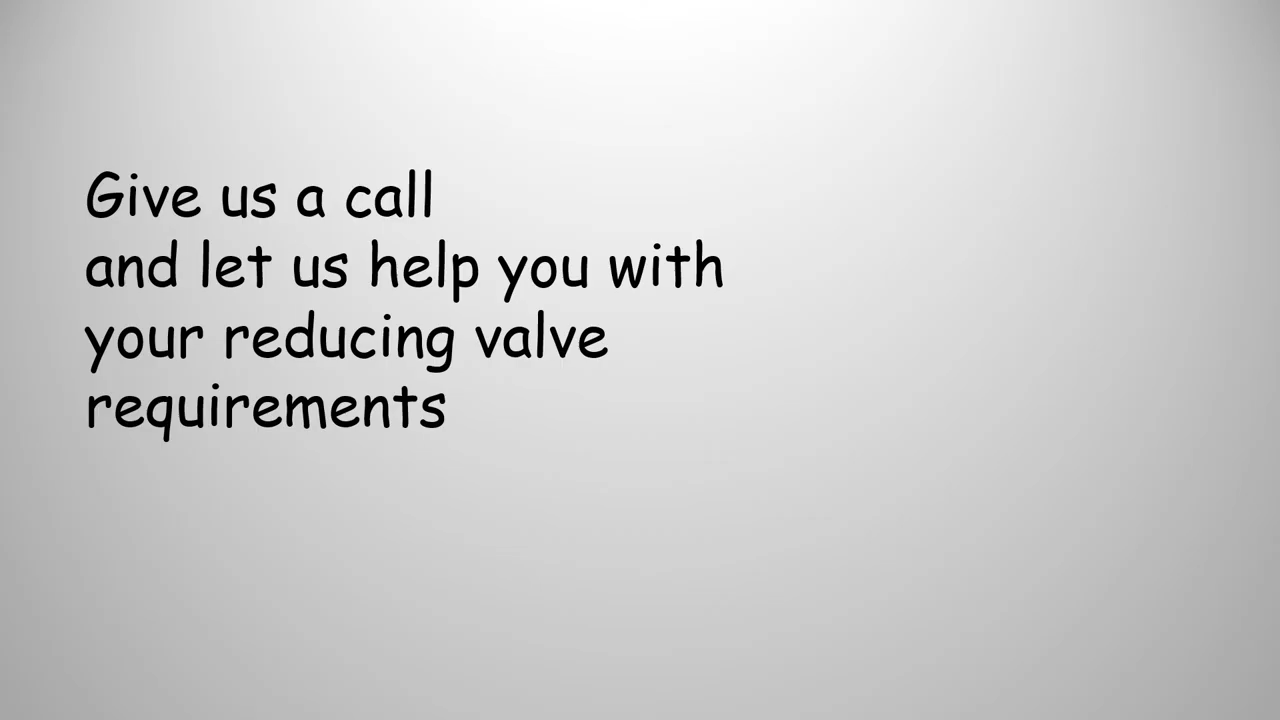 Give us a call
and let us help you with
your reducing valve
requirements